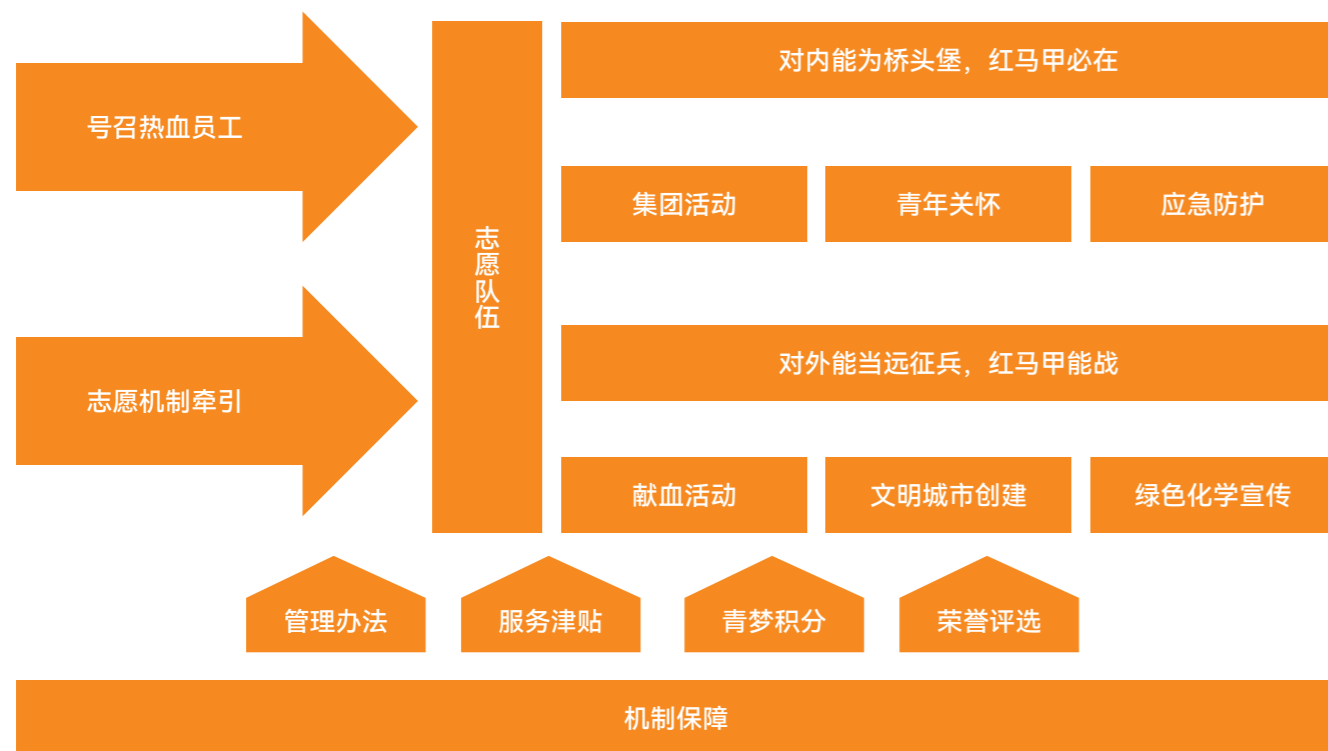 号召热血员工
志愿机制牵引
志愿队伍
对内能为桥头堡，红马甲必在
集团活动
青年关怀
应急防护
对外能当远征兵，红马甲能战
献血活动
文明城市创建
绿色化学宣传
管理办法
服务津贴
青梦积分
荣誉评选
机制保障